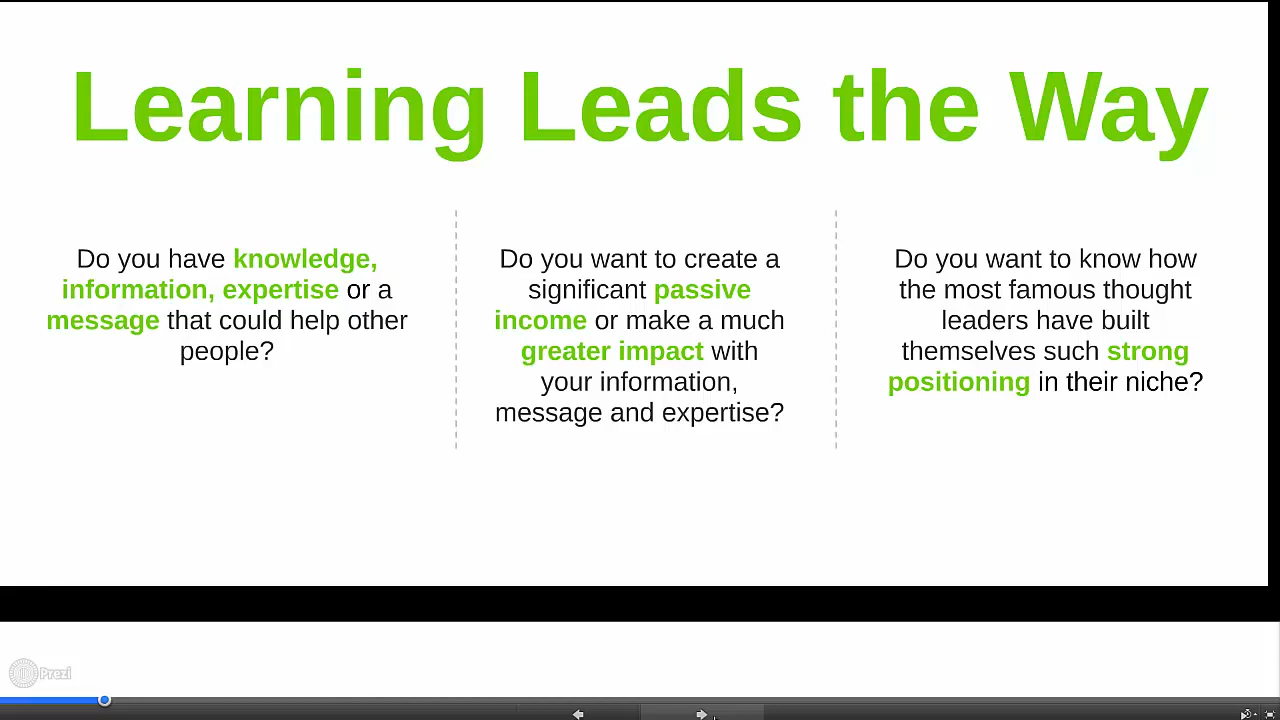 Learning Leads the Way
Do you have knowledge,
information, expertise or a
message that could help other
people?
Do you want to create a
significant passive
income or make a much
greater impact with
your information,
message and expertise?
Do you want to know how
the most famous thought
leaders have built
themselves such strong
positioning in their niche?
Prezi